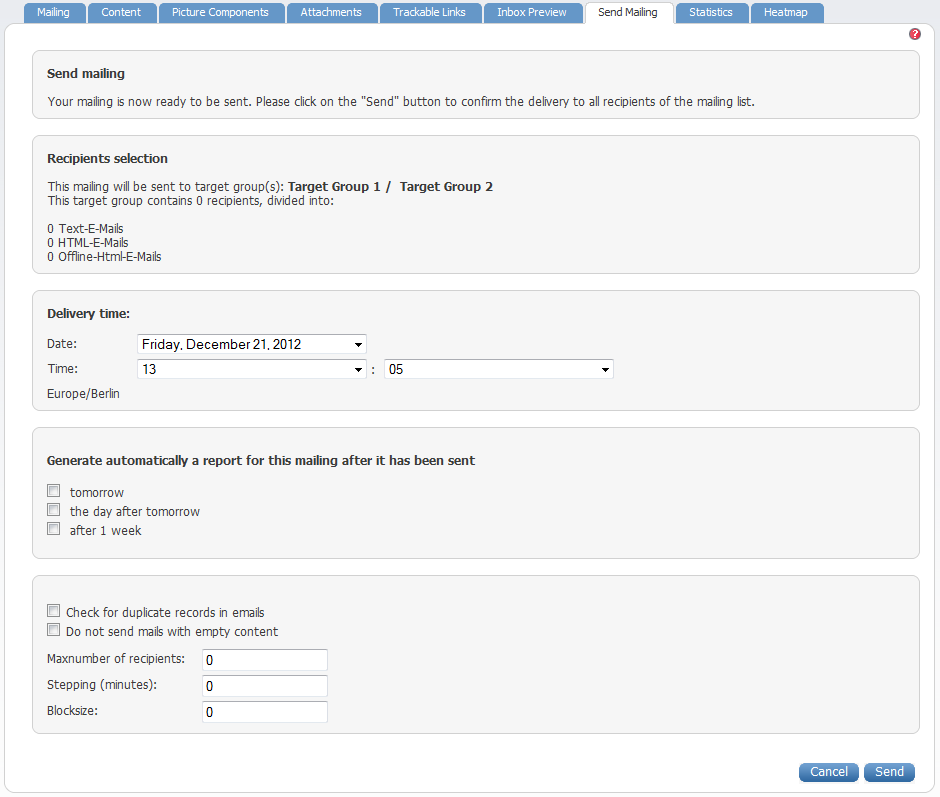 Mailing Content Picture Components Attachments Trackable Links Inbox Preview Send Mailing Statistics Heatmap
?
Send mailing
Your mailing is now ready to be sent. Please click on the "Send" button to confirm the delivery to all recipients of the mailing list.
Recipients selection
This mailing will be sent to target group(s): Target Group 1 / Target Group 2
This target group contains 0 recipients, divided into:
0 Text-E-Mails
0 HTML-E-Mails
0 Offline-Html-E-Mails
Delivery time:
Date: Friday, December 21, 2012
Time: 13 : 05
Europe/Berlin
Generate automatically a report for this mailing after it has been sent
tomorrow
the day after tomorrow
after 1 week
Check for duplicate records in emails
Do not send mails with empty content
Maxnumber of recipients: 0
Stepping (minutes): 0
Blocksize: 0
Cancel Send